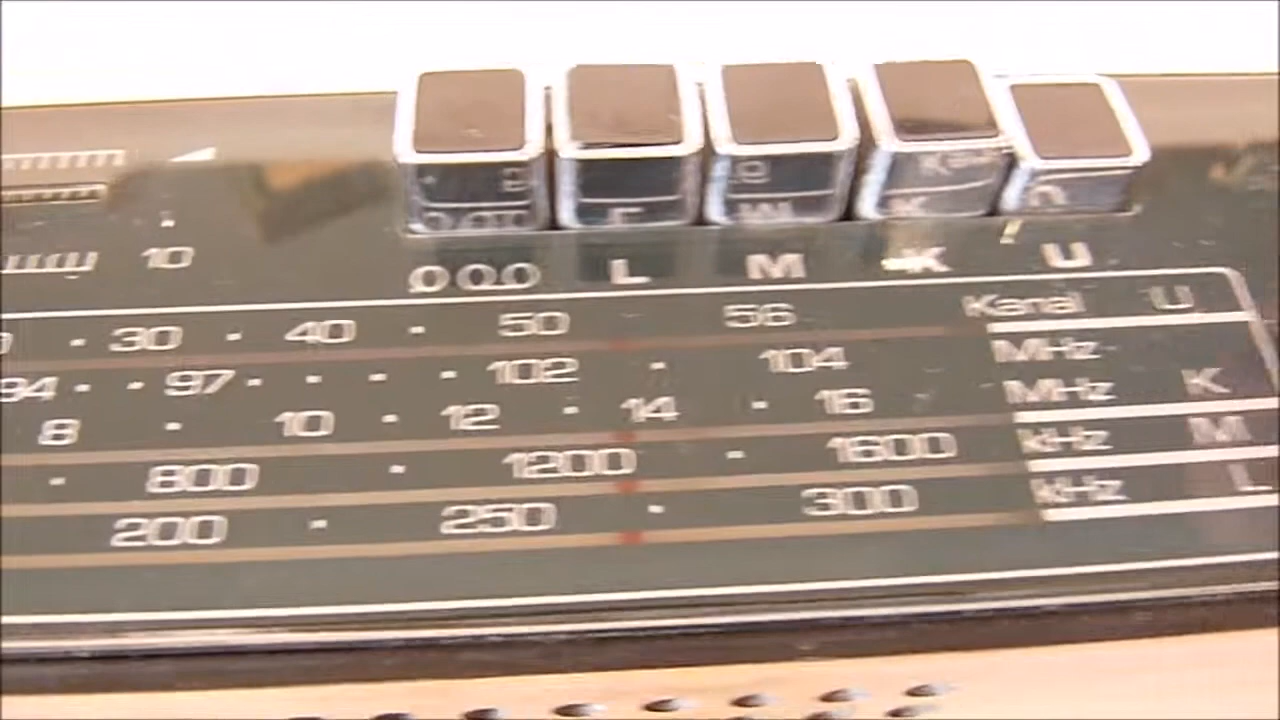 10
L M K U
30 · 40 · 50 56 Kanal U
94 · · 97 · · · · 102 · 104 MHz
8 · 10 · 12 · 14 · 16 MHz K
· 800 · 1200 · 1600 kHz M
200 · 250 · 300 kHz L